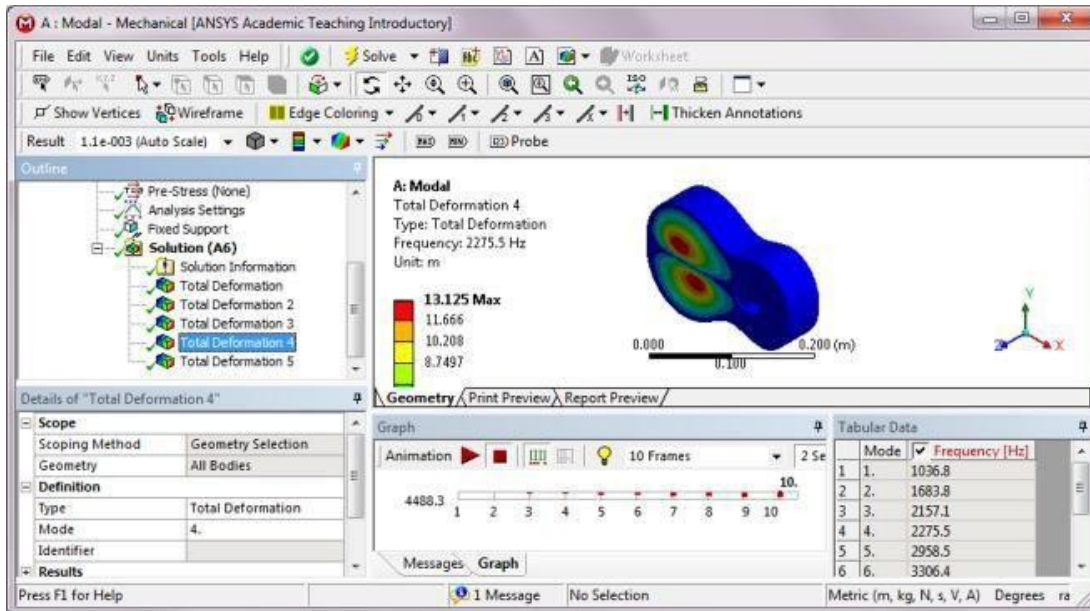 A : Modal - Mechanical [ANSYS Academic Teaching Introductory]
File Edit View Units Tools Help Solve Worksheet
Show Vertices Wireframe Edge Coloring Thicken Annotations
Result 1.1e-003 (Auto Scale) MAX MIN Probe
Outline
Pre-Stress (None)
Analysis Settings
Fixed Support
Solution (A6)
Solution Information
Total Deformation
Total Deformation 2
Total Deformation 3
Total Deformation 4
Total Deformation 5
A: Modal
Total Deformation 4
Type: Total Deformation
Frequency: 2275.5 Hz
Unit: m
13.125 Max
11.666
10.208
8.7497
0.000 0.200 (m)
0.100
Y
Z X
Geometry Print Preview Report Preview
Details of "Total Deformation 4"
Scope
Scoping Method Geometry Selection
Geometry All Bodies
Definition
Type Total Deformation
Mode 4.
Identifier
Results
Graph
Animation 10 Frames 2 Se
10.
4488.3
1 2 3 4 5 6 7 8 9 10
Messages Graph
Tabular Data
Mode Frequency [Hz]
1 1. 1036.8
2 2. 1683.8
3 3. 2157.1
4 4. 2275.5
5 5. 2958.5
6 6. 3306.4
Press F1 for Help 1 Message No Selection Metric (m, kg, N, s, V, A) Degrees ra